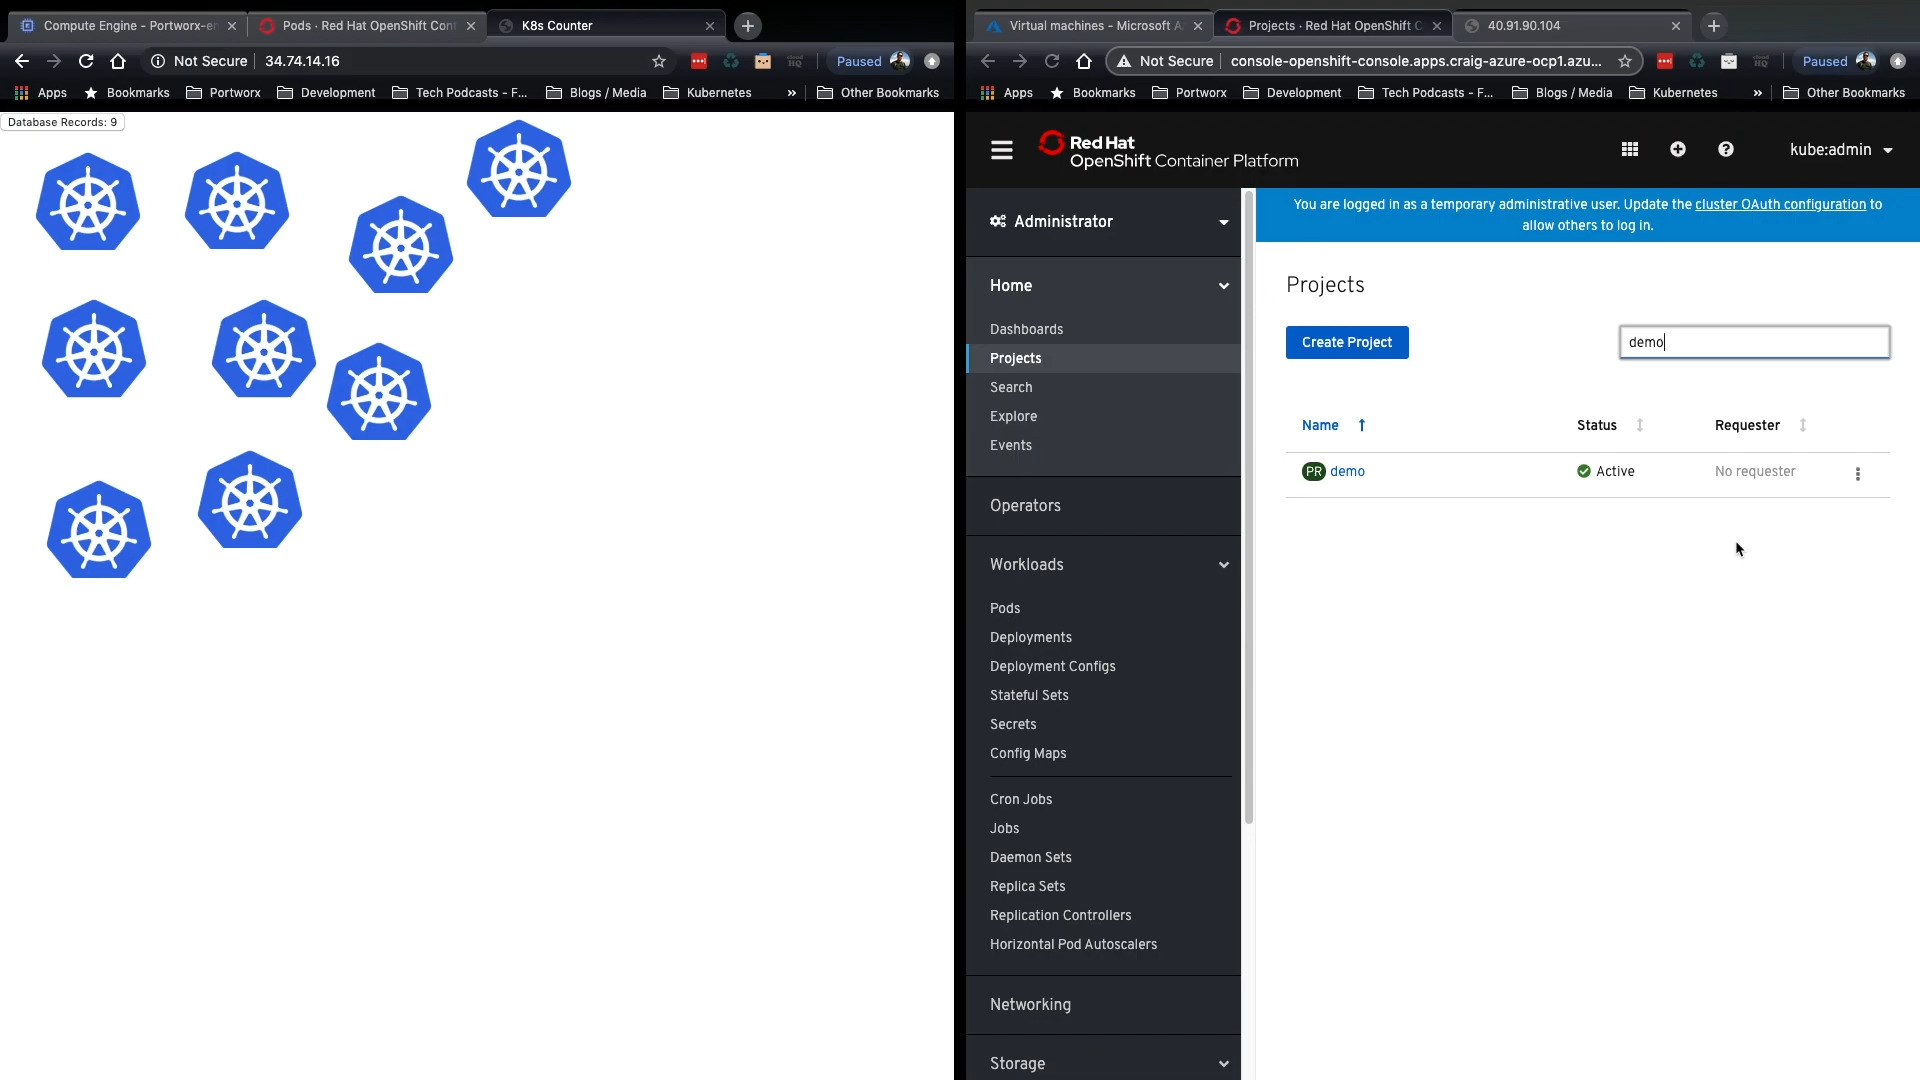 Compute Engine - Portworx-en
Pods · Red Hat OpenShift Cont
K8s Counter
Not Secure
34.74.14.16
Paused
Apps
Bookmarks
Portworx
Development
Tech Podcasts - F...
Blogs / Media
Kubernetes
»
Other Bookmarks
Database Records: 9
Virtual machines - Microsoft A
Projects · Red Hat OpenShift C
40.91.90.104
Not Secure
console-openshift-console.apps.craig-azure-ocp1.azu...
Paused
Apps
Bookmarks
Portworx
Development
Tech Podcasts - F...
Blogs / Media
Kubernetes
»
Other Bookmarks
Red Hat
OpenShift Container Platform
kube:admin
Administrator
Home
Dashboards
Projects
Search
Explore
Events
Operators
Workloads
Pods
Deployments
Deployment Configs
Stateful Sets
Secrets
Config Maps
Cron Jobs
Jobs
Daemon Sets
Replica Sets
Replication Controllers
Horizontal Pod Autoscalers
Networking
Storage
You are logged in as a temporary administrative user. Update the cluster OAuth configuration to
allow others to log in.
Projects
Create Project
demo
Name
Status
Requester
PR demo
Active
No requester